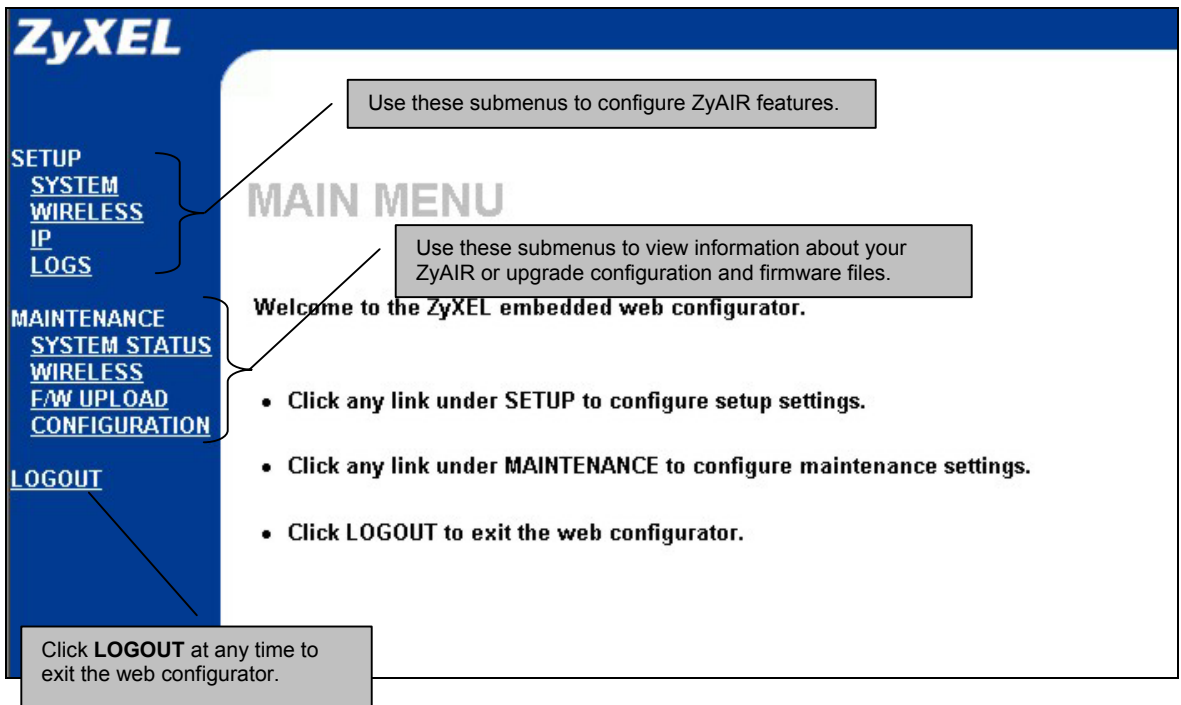 ZyXEL
Use these submenus to configure ZyAIR features.
SETUP
SYSTEM
WIRELESS
IP
LOGS
MAIN MENU
Use these submenus to view information about your
ZyAIR or upgrade configuration and firmware files.
Welcome to the ZyXEL embedded web configurator.
MAINTENANCE
SYSTEM STATUS
WIRELESS
F/W UPLOAD
CONFIGURATION
• Click any link under SETUP to configure setup settings.
• Click any link under MAINTENANCE to configure maintenance settings.
LOGOUT
• Click LOGOUT to exit the web configurator.
Click LOGOUT at any time to
exit the web configurator.